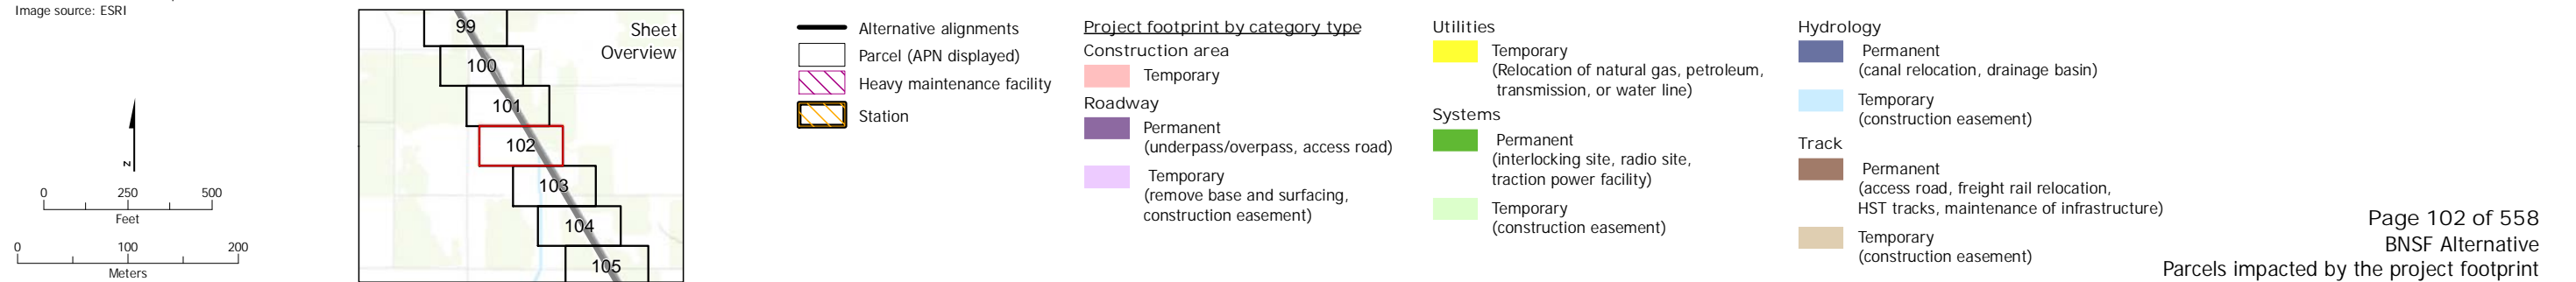 Image source: ESRI
N
0 250 500
Feet
0 100 200
Meters
Sheet
Overview
99
100
101
102
103
104
105
Alternative alignments
Parcel (APN displayed)
Heavy maintenance facility
Station
Project footprint by category type
Construction area
Temporary
Roadway
Permanent
(underpass/overpass, access road)
Temporary
(remove base and surfacing,
construction easement)
Utilities
Temporary
(Relocation of natural gas, petroleum,
transmission, or water line)
Systems
Permanent
(interlocking site, radio site,
traction power facility)
Temporary
(construction easement)
Hydrology
Permanent
(canal relocation, drainage basin)
Temporary
(construction easement)
Track
Permanent
(access road, freight rail relocation,
HST tracks, maintenance of infrastructure)
Temporary
(construction easement)
Page 102 of 558
BNSF Alternative
Parcels impacted by the project footprint